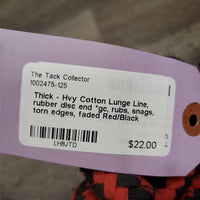 The Tack Collector
1002475-125
Thick - Hvy Cotton Lunge Line,
rubber disc end *gc, rubs, snags,
torn edges, faded Red/Black
LH8JTD
$22.00